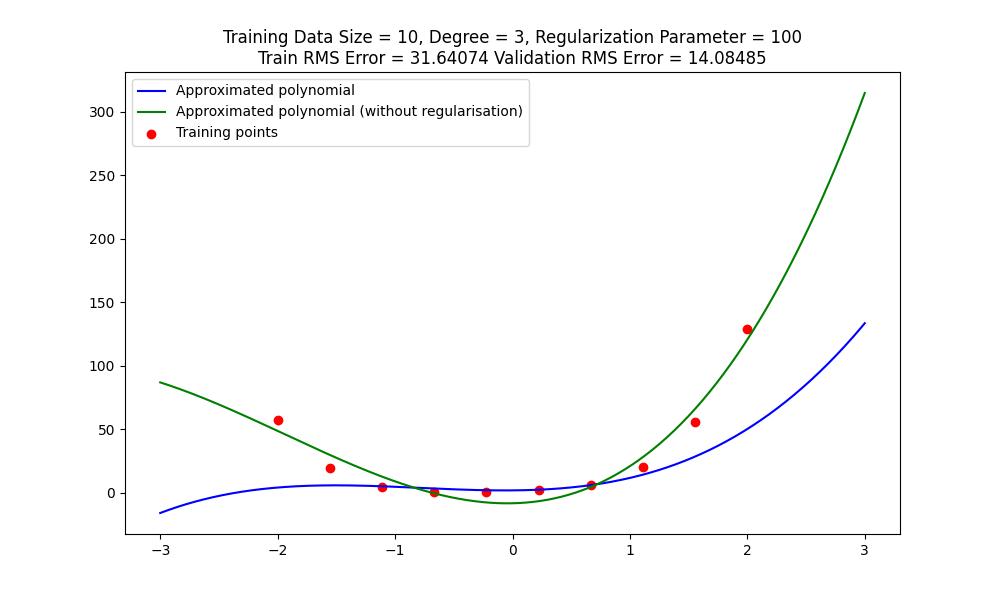 Training Data Size = 10, Degree = 3, Regularization Parameter = 100
Train RMS Error = 31.64074 Validation RMS Error = 14.08485
Approximated polynomial
Approximated polynomial (without regularisation)
Training points
300
250
200
150
100
50
0
−3
−2
−1
0
1
2
3